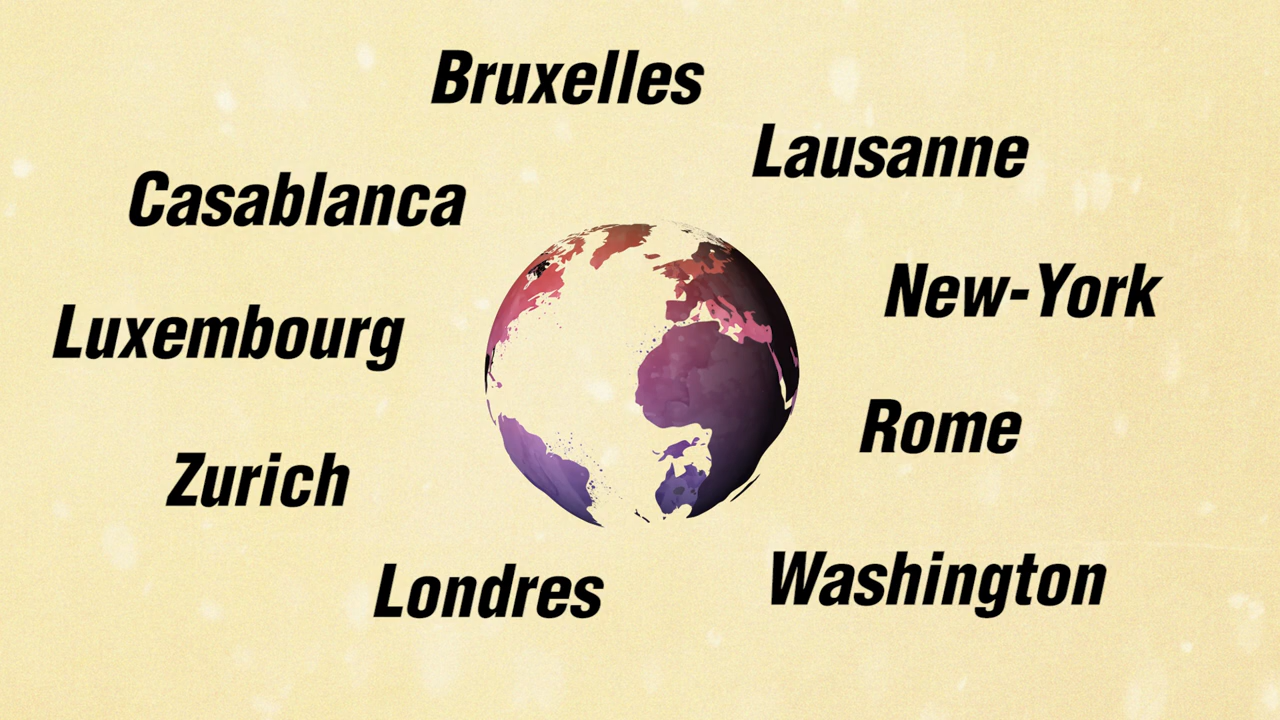 Bruxelles
Lausanne
Casablanca
New-York
Luxembourg
Rome
Zurich
Washington
Londres